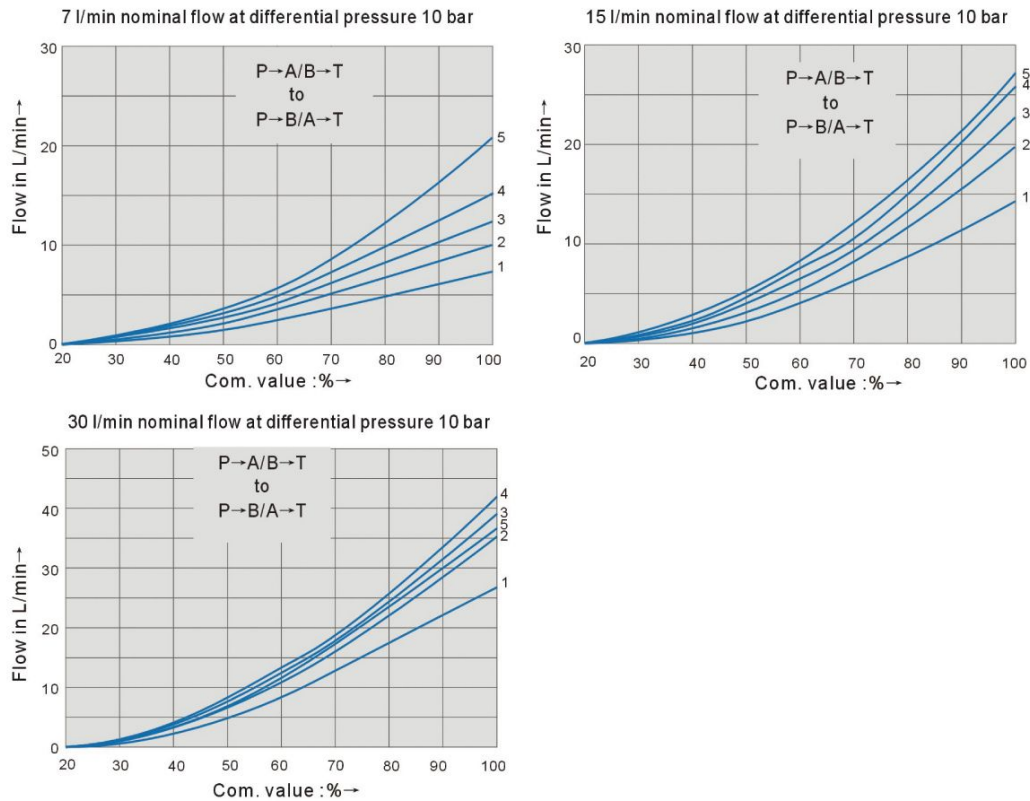 7 l/min nominal flow at differential pressure 10 bar
30
20
10
0
Flow in L/min→
P→A/B→T
to
P→B/A→T
5
4
3
2
1
20 30 40 50 60 70 80 90 100
Com. value :%→
15 l/min nominal flow at differential pressure 10 bar
30
20
10
0
Flow in L/min→
P→A/B→T
to
P→B/A→T
5
4
3
2
1
20 30 40 50 60 70 80 90 100
Com. value :%→
30 l/min nominal flow at differential pressure 10 bar
50
40
30
20
10
0
Flow in L/min→
P→A/B→T
to
P→B/A→T
4
3
5
2
1
20 30 40 50 60 70 80 90 100
Com. value :%→